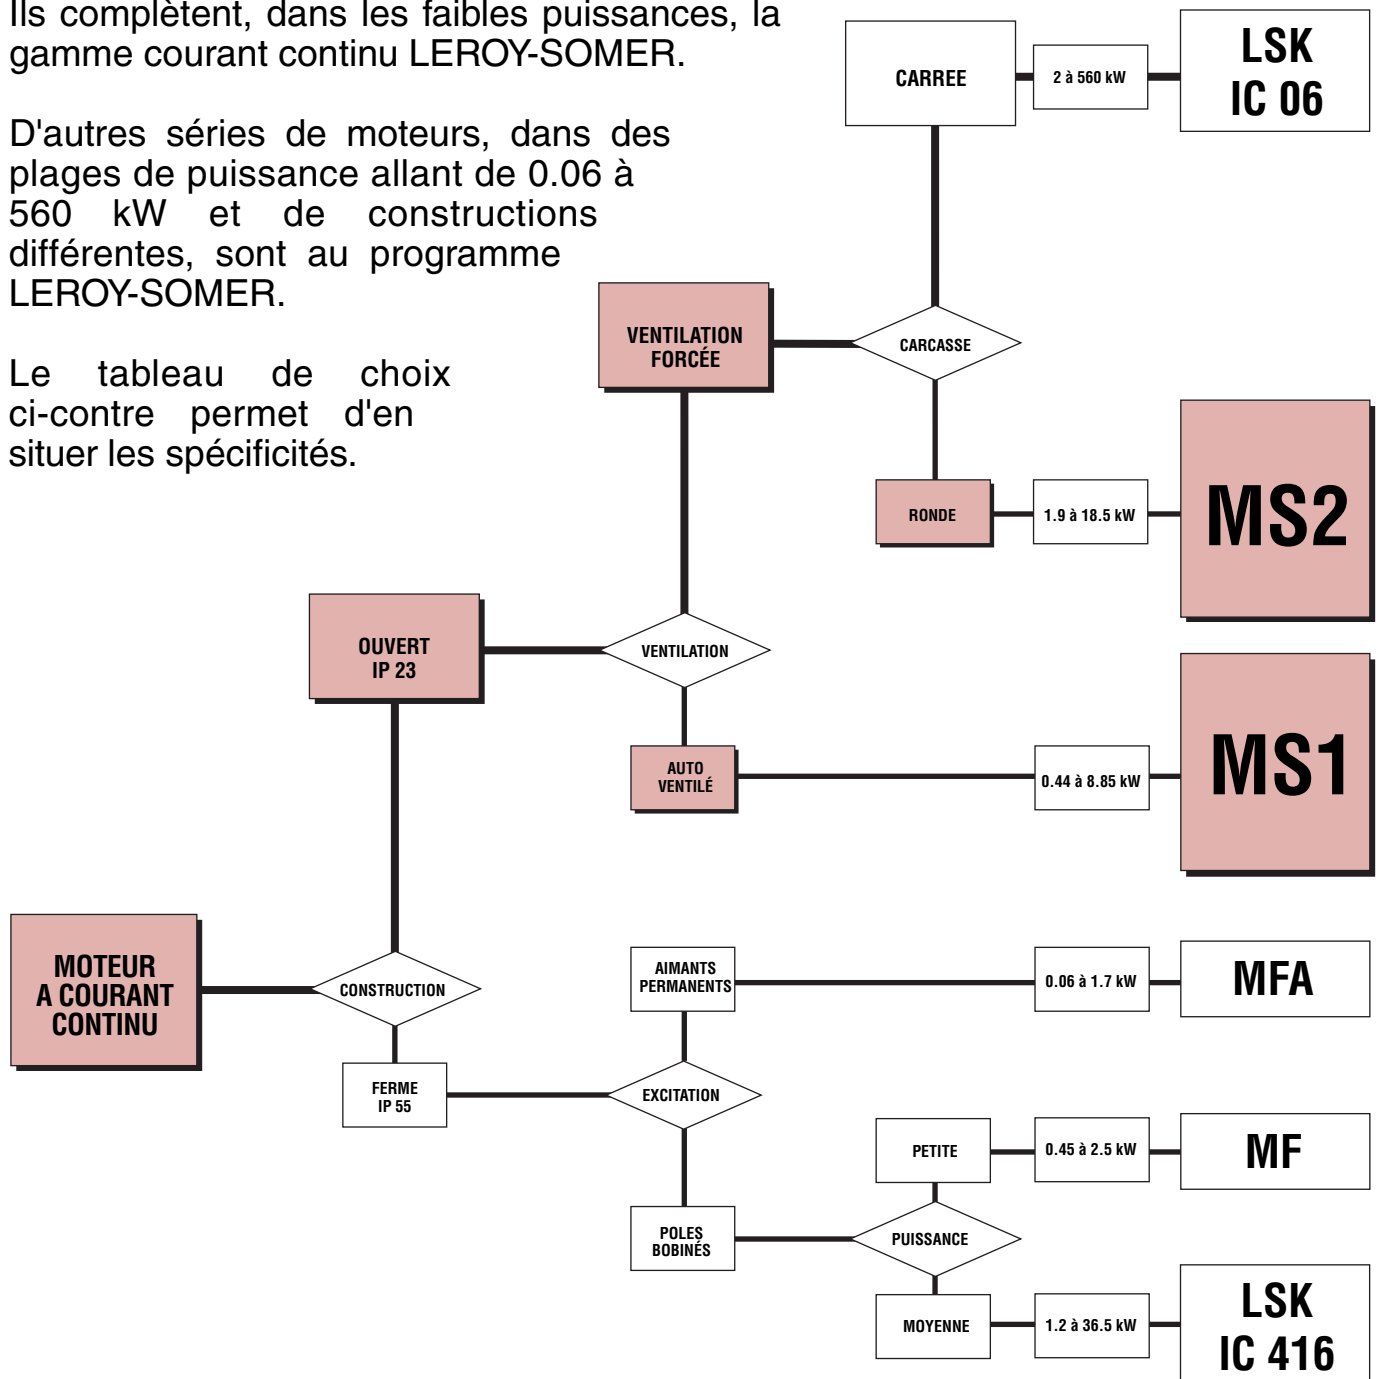 Ils complètent, dans les faibles puissances, la
gamme courant continu LEROY-SOMER.
D'autres séries de moteurs, dans des
plages de puissance allant de 0.06 à
560 kW et de constructions
différentes, sont au programme
LEROY-SOMER.
Le tableau de choix
ci-contre permet d'en
situer les spécificités.
CARREE
2 à 560 kW
LSK
IC 06
VENTILATION
FORCÉE
CARCASSE
RONDE
1.9 à 18.5 kW
MS2
OUVERT
IP 23
VENTILATION
AUTO
VENTILÉ
0.44 à 8.85 kW
MS1
MOTEUR
A COURANT
CONTINU
CONSTRUCTION
AIMANTS
PERMANENTS
0.06 à 1.7 kW
MFA
FERME
IP 55
EXCITATION
PETITE
0.45 à 2.5 kW
MF
POLES
BOBINÉS
PUISSANCE
MOYENNE
1.2 à 36.5 kW
LSK
IC 416